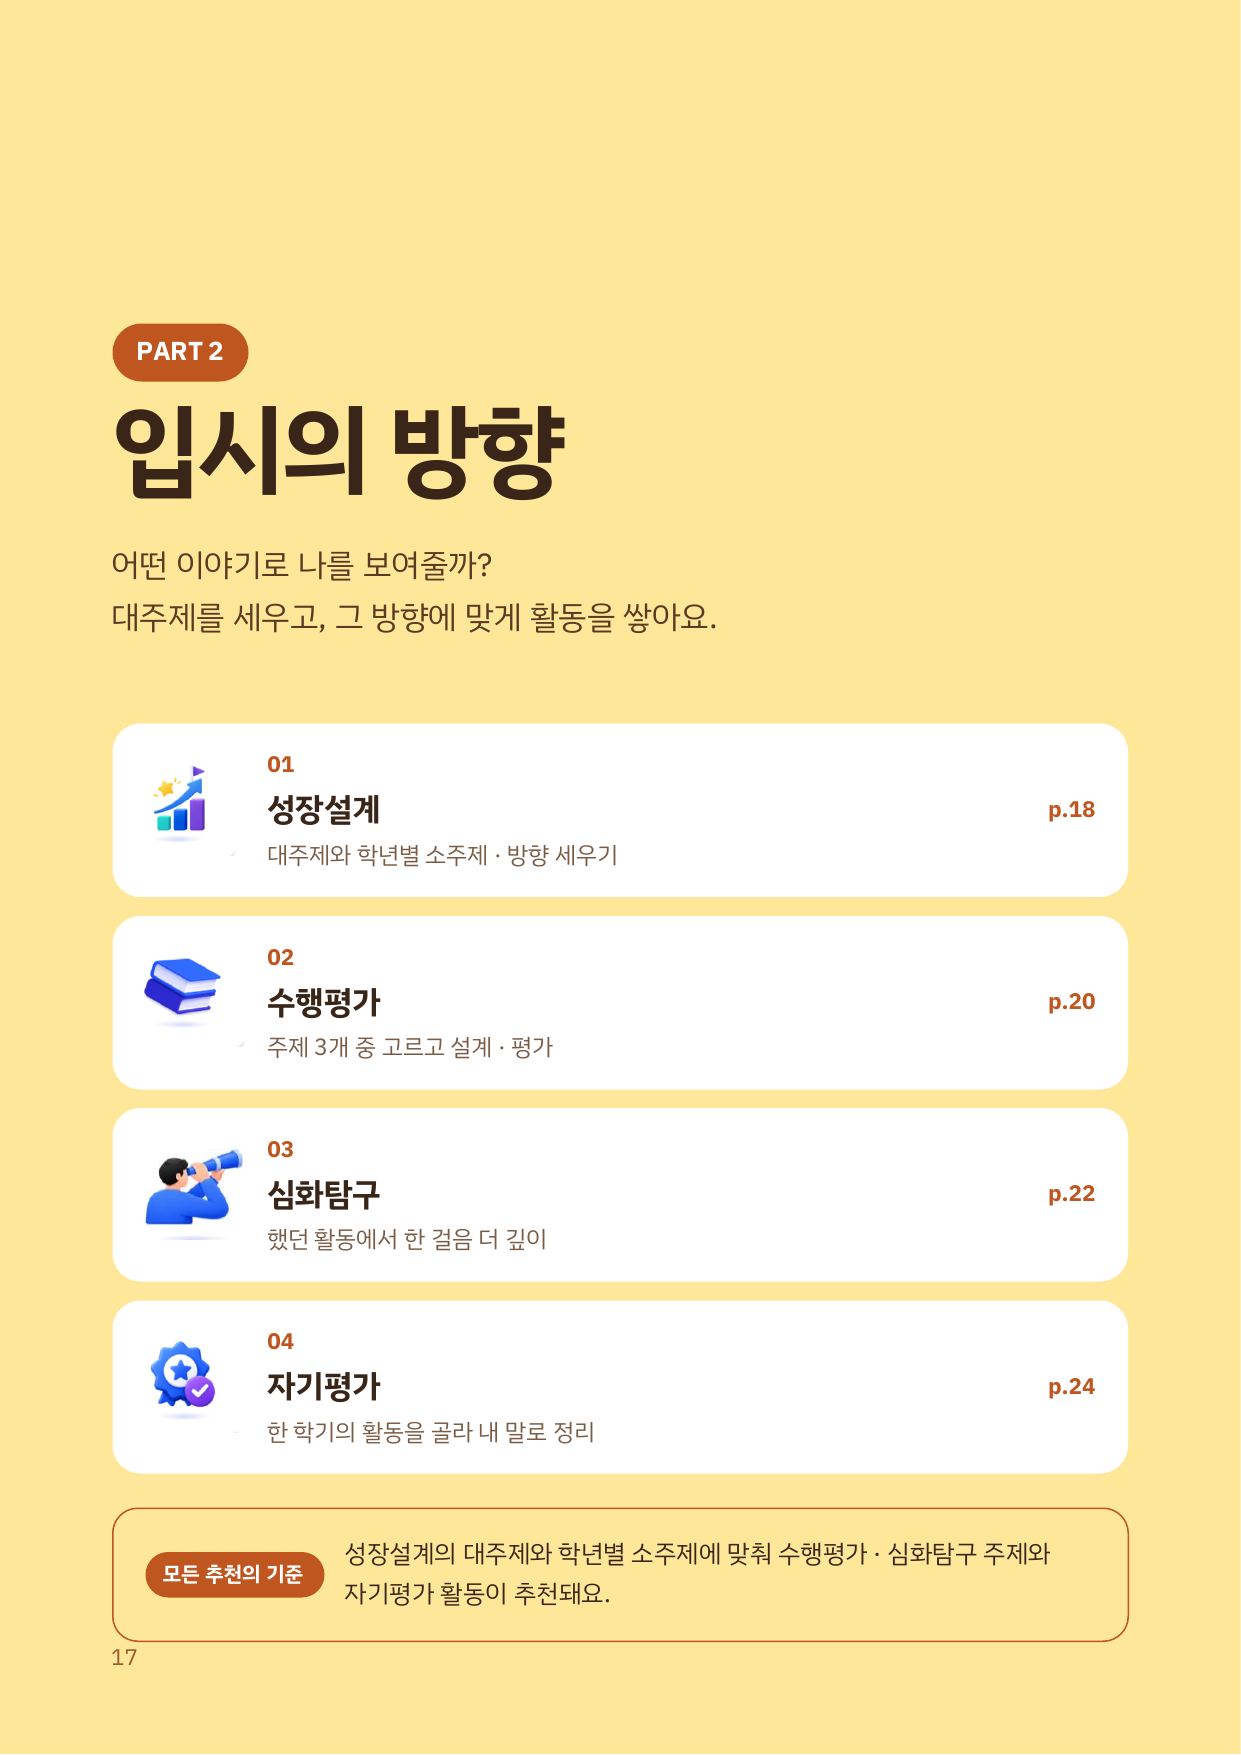 PART 2
입시의 방향
어떤 이야기로 나를 보여줄까?
대주제를 세우고, 그 방향에 맞게 활동을 쌓아요.
01
성장설계
대주제와 학년별 소주제 · 방향 세우기
p.18
02
수행평가
주제 3개 중 고르고 설계 · 평가
p.20
03
심화탐구
했던 활동에서 한 걸음 더 깊이
p.22
04
자기평가
한 학기의 활동을 골라 내 말로 정리
p.24
모든 추천의 기준
성장설계의 대주제와 학년별 소주제에 맞춰 수행평가 · 심화탐구 주제와
자기평가 활동이 추천돼요.
17